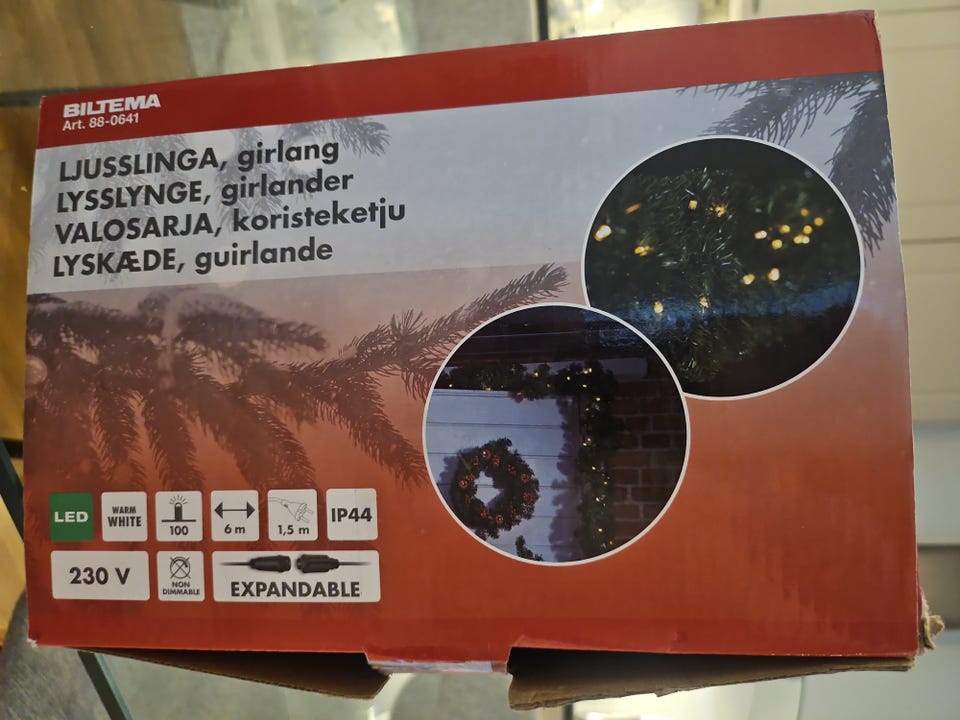 BILTEMA
Art. 88-0641
LJUSSLINGA, girlang
LYSSLYNGE, girlander
VALOSARJA, koristeketju
LYSKÆDE, guirlande
LED
WARM
WHITE
100
6 m
1,5 m
IP44
230 V
NON
DIMMABLE
EXPANDABLE